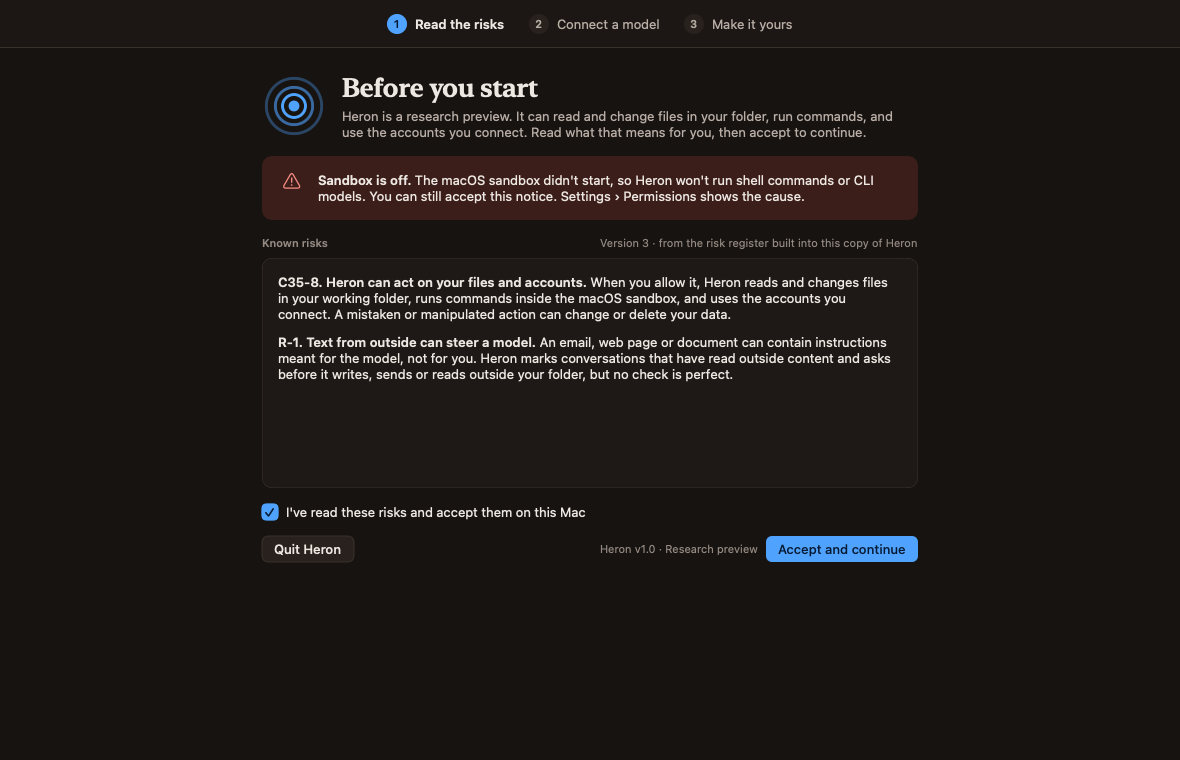 1 Read the risks 2 Connect a model 3 Make it yours
Before you start
Heron is a research preview. It can read and change files in your folder, run commands, and
use the accounts you connect. Read what that means for you, then accept to continue.
Sandbox is off. The macOS sandbox didn't start, so Heron won't run shell commands or CLI
models. You can still accept this notice. Settings › Permissions shows the cause.
Known risks Version 3 · from the risk register built into this copy of Heron
C35-8. Heron can act on your files and accounts. When you allow it, Heron reads and changes files
in your working folder, runs commands inside the macOS sandbox, and uses the accounts you
connect. A mistaken or manipulated action can change or delete your data.
R-1. Text from outside can steer a model. An email, web page or document can contain instructions
meant for the model, not for you. Heron marks conversations that have read outside content and asks
before it writes, sends or reads outside your folder, but no check is perfect.
I've read these risks and accept them on this Mac
Quit Heron Heron v1.0 · Research preview Accept and continue